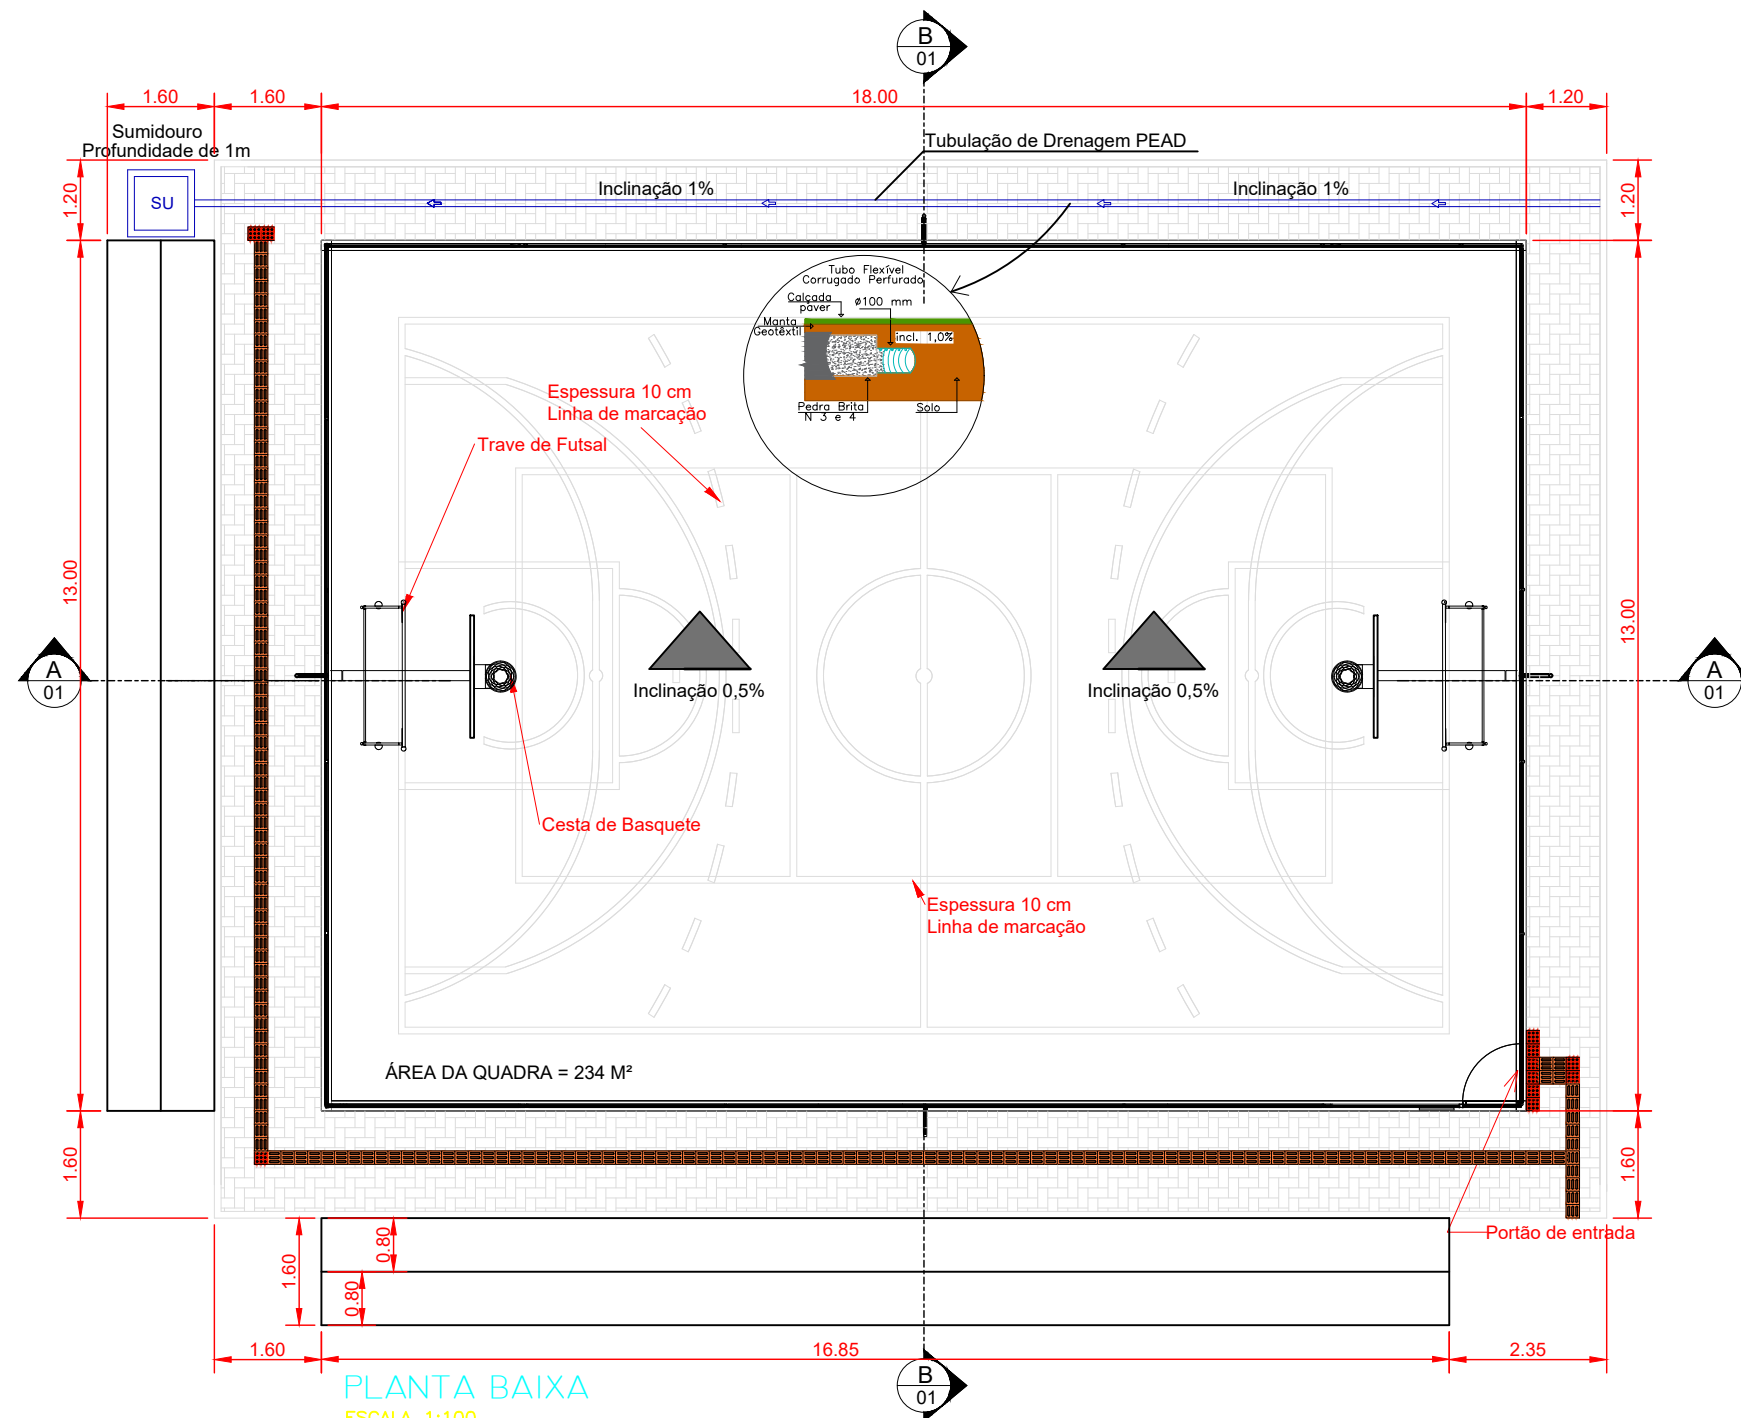 B
01
1.60
1.60
18.00
1.20
Sumidouro
Profundidade de 1m
Tubulação de Drenagem PEAD
1.20
SU
Inclinação 1%
Inclinação 1%
1.20
Tubo Flexível
Corrugado Perfurado
Calçada
paver
ø100 mm
Manta
Geotêxtil
incl. 1,0%
Pedra Brita
N 3 e 4
Solo
Espessura 10 cm
Linha de marcação
Trave de Futsal
13.00
13.00
A
01
Inclinação 0,5%
Inclinação 0,5%
A
01
Cesta de Basquete
Espessura 10 cm
Linha de marcação
ÁREA DA QUADRA = 234 M²
1.60
1.60
Portão de entrada
1.60
0.80
0.80
1.60
16.85
2.35
B
01
PLANTA BAIXA
ESCALA 1:100